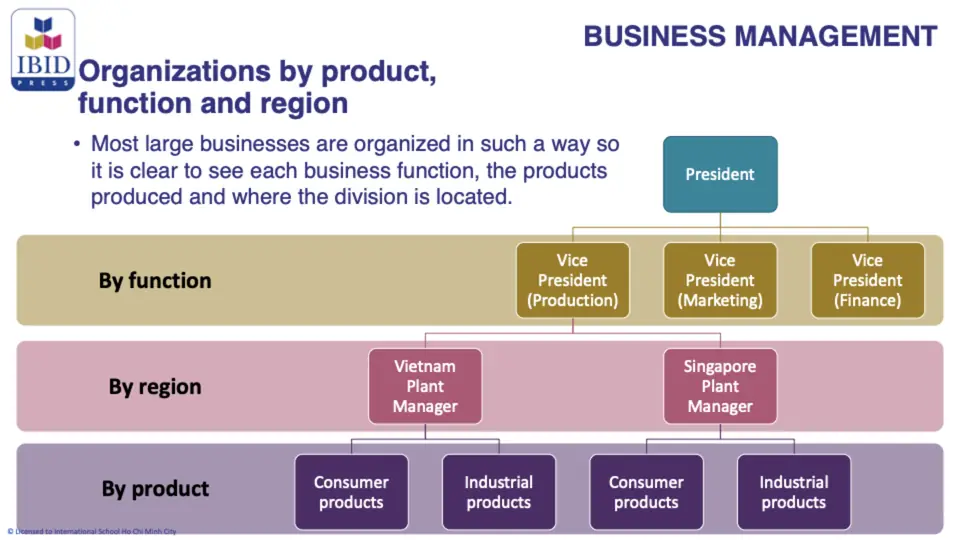 IBID
PRESS
BUSINESS MANAGEMENT
Organizations by product,
function and region
• Most large businesses are organized in such a way so
it is clear to see each business function, the products
produced and where the division is located.
President
By function
Vice
President
(Production)
Vice
President
(Marketing)
Vice
President
(Finance)
By region
Vietnam
Plant
Manager
Singapore
Plant
Manager
By product
Consumer
products
Industrial
products
Consumer
products
Industrial
products
© Licensed to International School Ho Chi Minh City